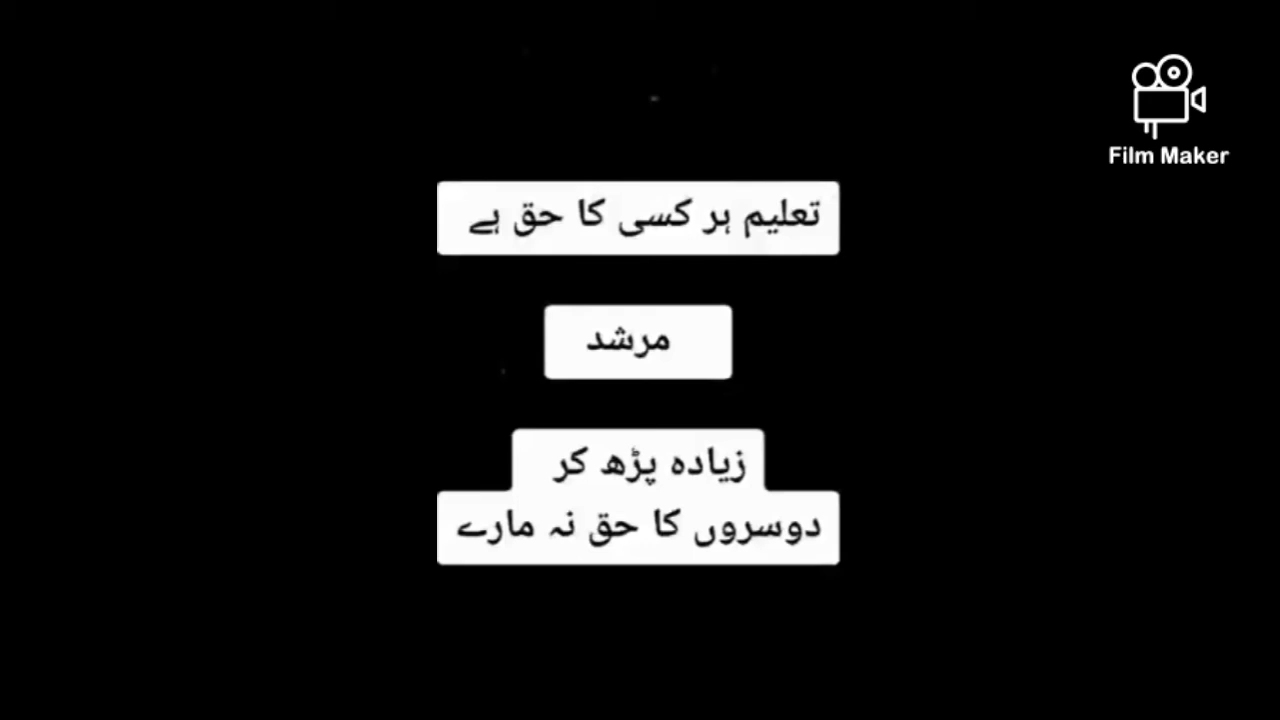 Film Maker
تعلیم ہر کسی کا حق ہے
مرشد
زیادہ پڑھ کر
دوسروں کا حق نہ مارے